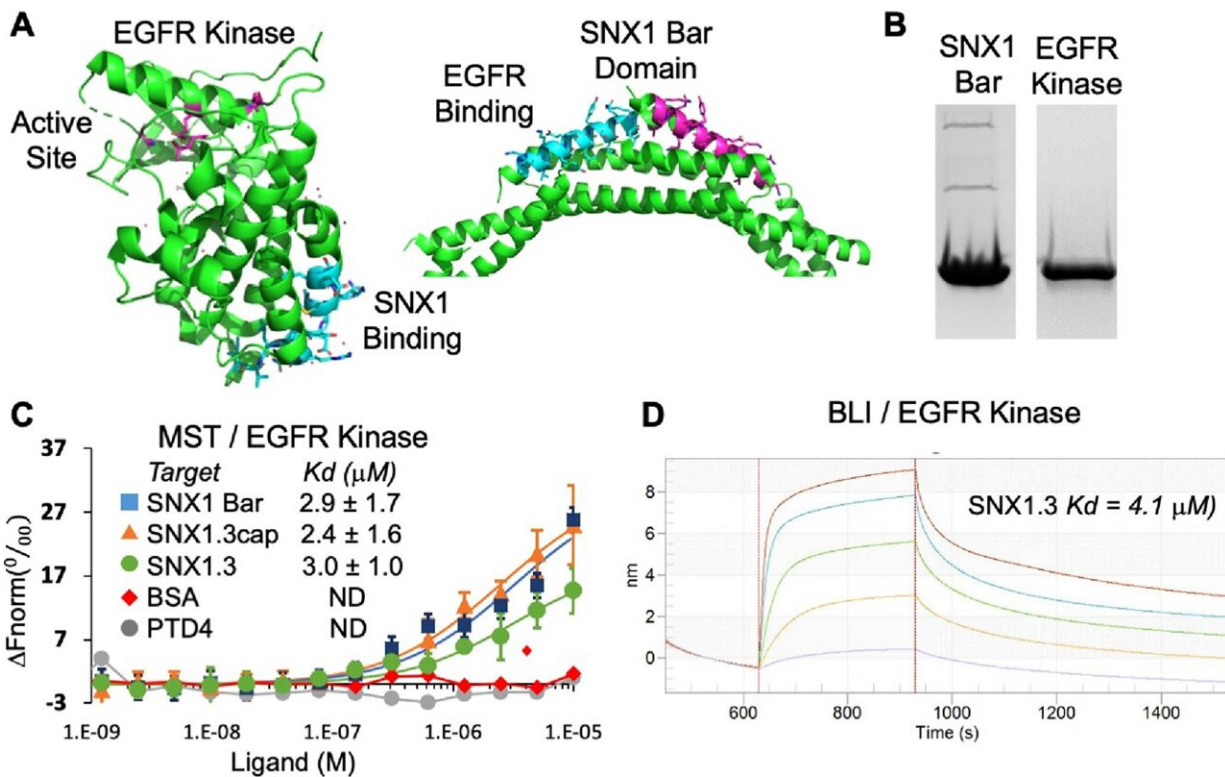 A
EGFR Kinase
Active
Site
SNX1
Binding
SNX1 Bar
Domain
EGFR
Binding
B
SNX1
Bar
EGFR
Kinase
C
MST / EGFR Kinase
Target Kd (μM)
SNX1 Bar 2.9 ± 1.7
SNX1.3cap 2.4 ± 1.6
SNX1.3 3.0 ± 1.0
BSA ND
PTD4 ND
ΔFnorm(⁰/₀₀)
37
27
17
7
-3
1.E-09 1.E-08 1.E-07 1.E-06 1.E-05
Ligand (M)
D
BLI / EGFR Kinase
SNX1.3 Kd = 4.1 μM)
nm
8
6
4
2
0
600 800 1000 1200 1400
Time (s)